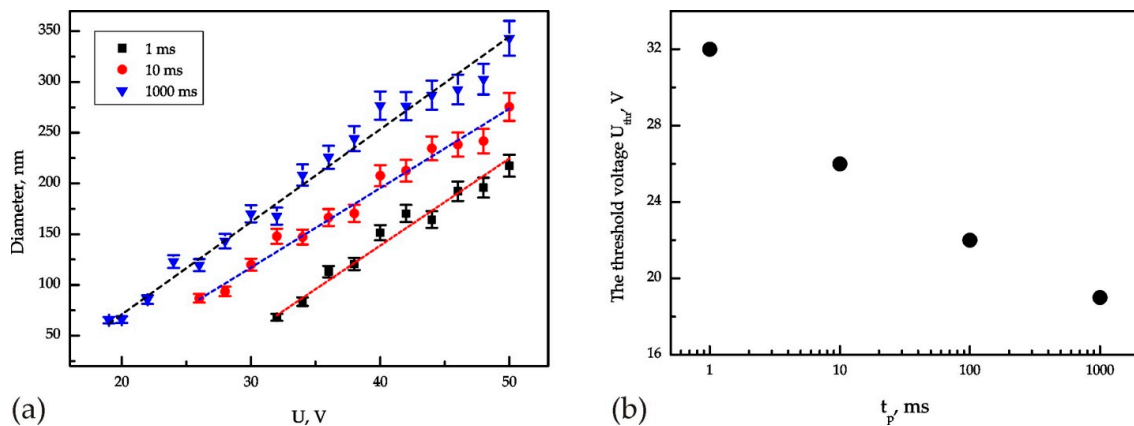 350
300
250
200
150
100
50
Diameter, nm
1 ms
10 ms
1000 ms
20
30
40
50
U, V
(a)
32
28
24
20
16
The threshold voltage U_thr, V
1
10
100
1000
t_P, ms
(b)